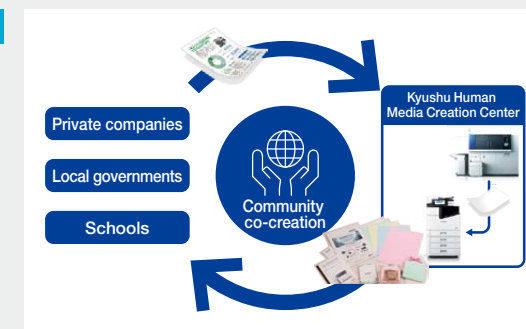 Private companies
Local governments
Schools
Community
co-creation
Kyushu Human
Media Creation Center